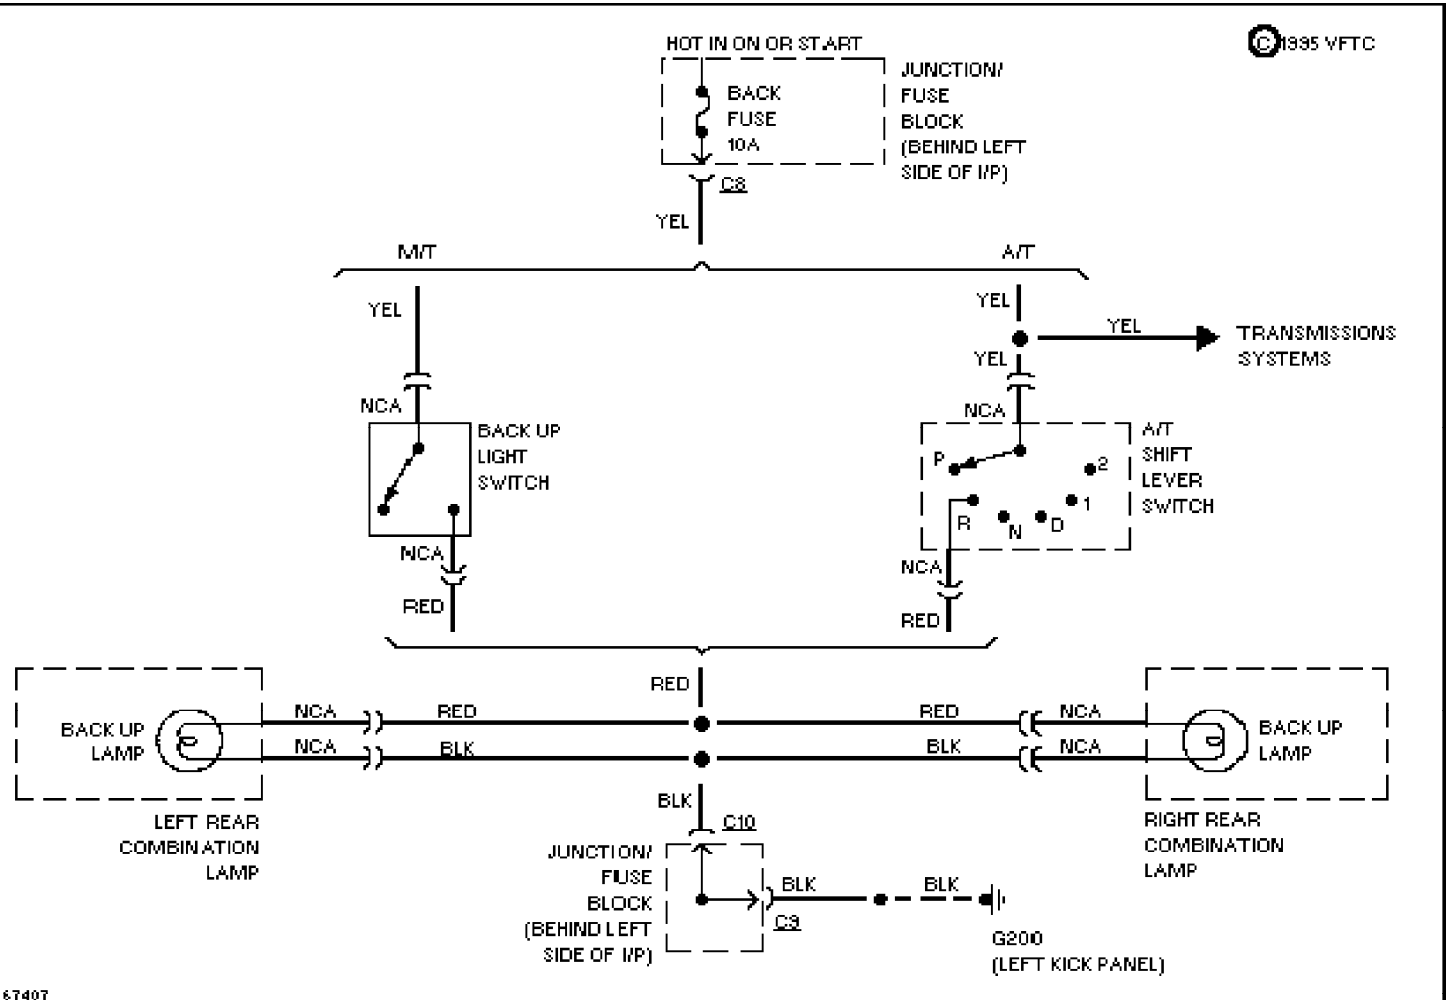 HOT IN ON OR START
© 1995 VFTC
BACK
FUSE
10A
JUNCTION/
FUSE
BLOCK
(BEHIND LEFT
SIDE OF I/P)
C8
YEL
M/T
A/T
YEL
YEL
YEL
TRANSMISSIONS
SYSTEMS
YEL
NCA
NCA
BACK UP
LIGHT
SWITCH
A/T
SHIFT
LEVER
SWITCH
P
2
R
N
D
1
NCA
NCA
RED
RED
RED
NCA
RED
RED
NCA
BACK UP
LAMP
NCA
BLK
BLK
NCA
BACK UP
LAMP
BLK
C10
LEFT REAR
COMBINATION
LAMP
RIGHT REAR
COMBINATION
LAMP
JUNCTION/
FUSE
BLOCK
(BEHIND LEFT
SIDE OF I/P)
BLK
BLK
C9
G200
(LEFT KICK PANEL)
67407